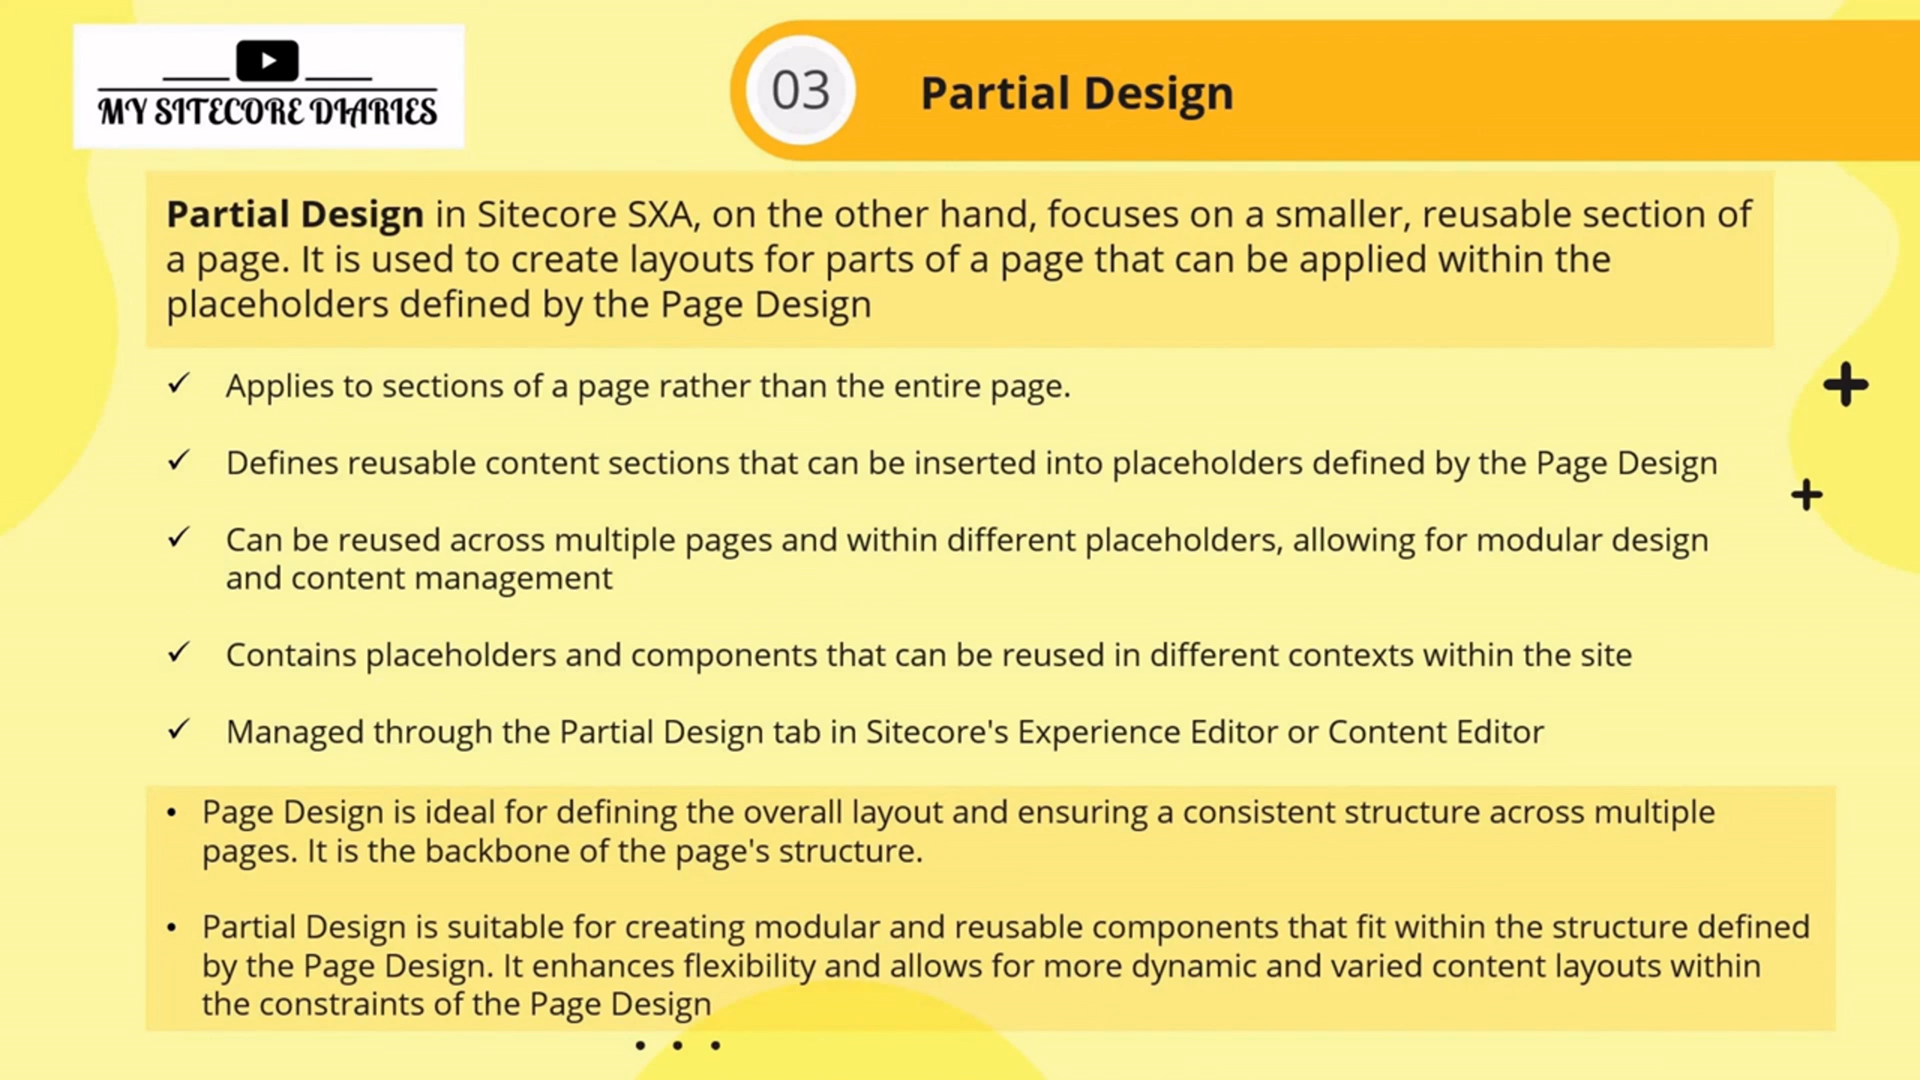 MY SITECORE DIARIES
03
Partial Design
Partial Design in Sitecore SXA, on the other hand, focuses on a smaller, reusable section of
a page. It is used to create layouts for parts of a page that can be applied within the
placeholders defined by the Page Design
✓ Applies to sections of a page rather than the entire page.
✓ Defines reusable content sections that can be inserted into placeholders defined by the Page Design
✓ Can be reused across multiple pages and within different placeholders, allowing for modular design
and content management
✓ Contains placeholders and components that can be reused in different contexts within the site
✓ Managed through the Partial Design tab in Sitecore's Experience Editor or Content Editor
• Page Design is ideal for defining the overall layout and ensuring a consistent structure across multiple
pages. It is the backbone of the page's structure.
• Partial Design is suitable for creating modular and reusable components that fit within the structure defined
by the Page Design. It enhances flexibility and allows for more dynamic and varied content layouts within
the constraints of the Page Design